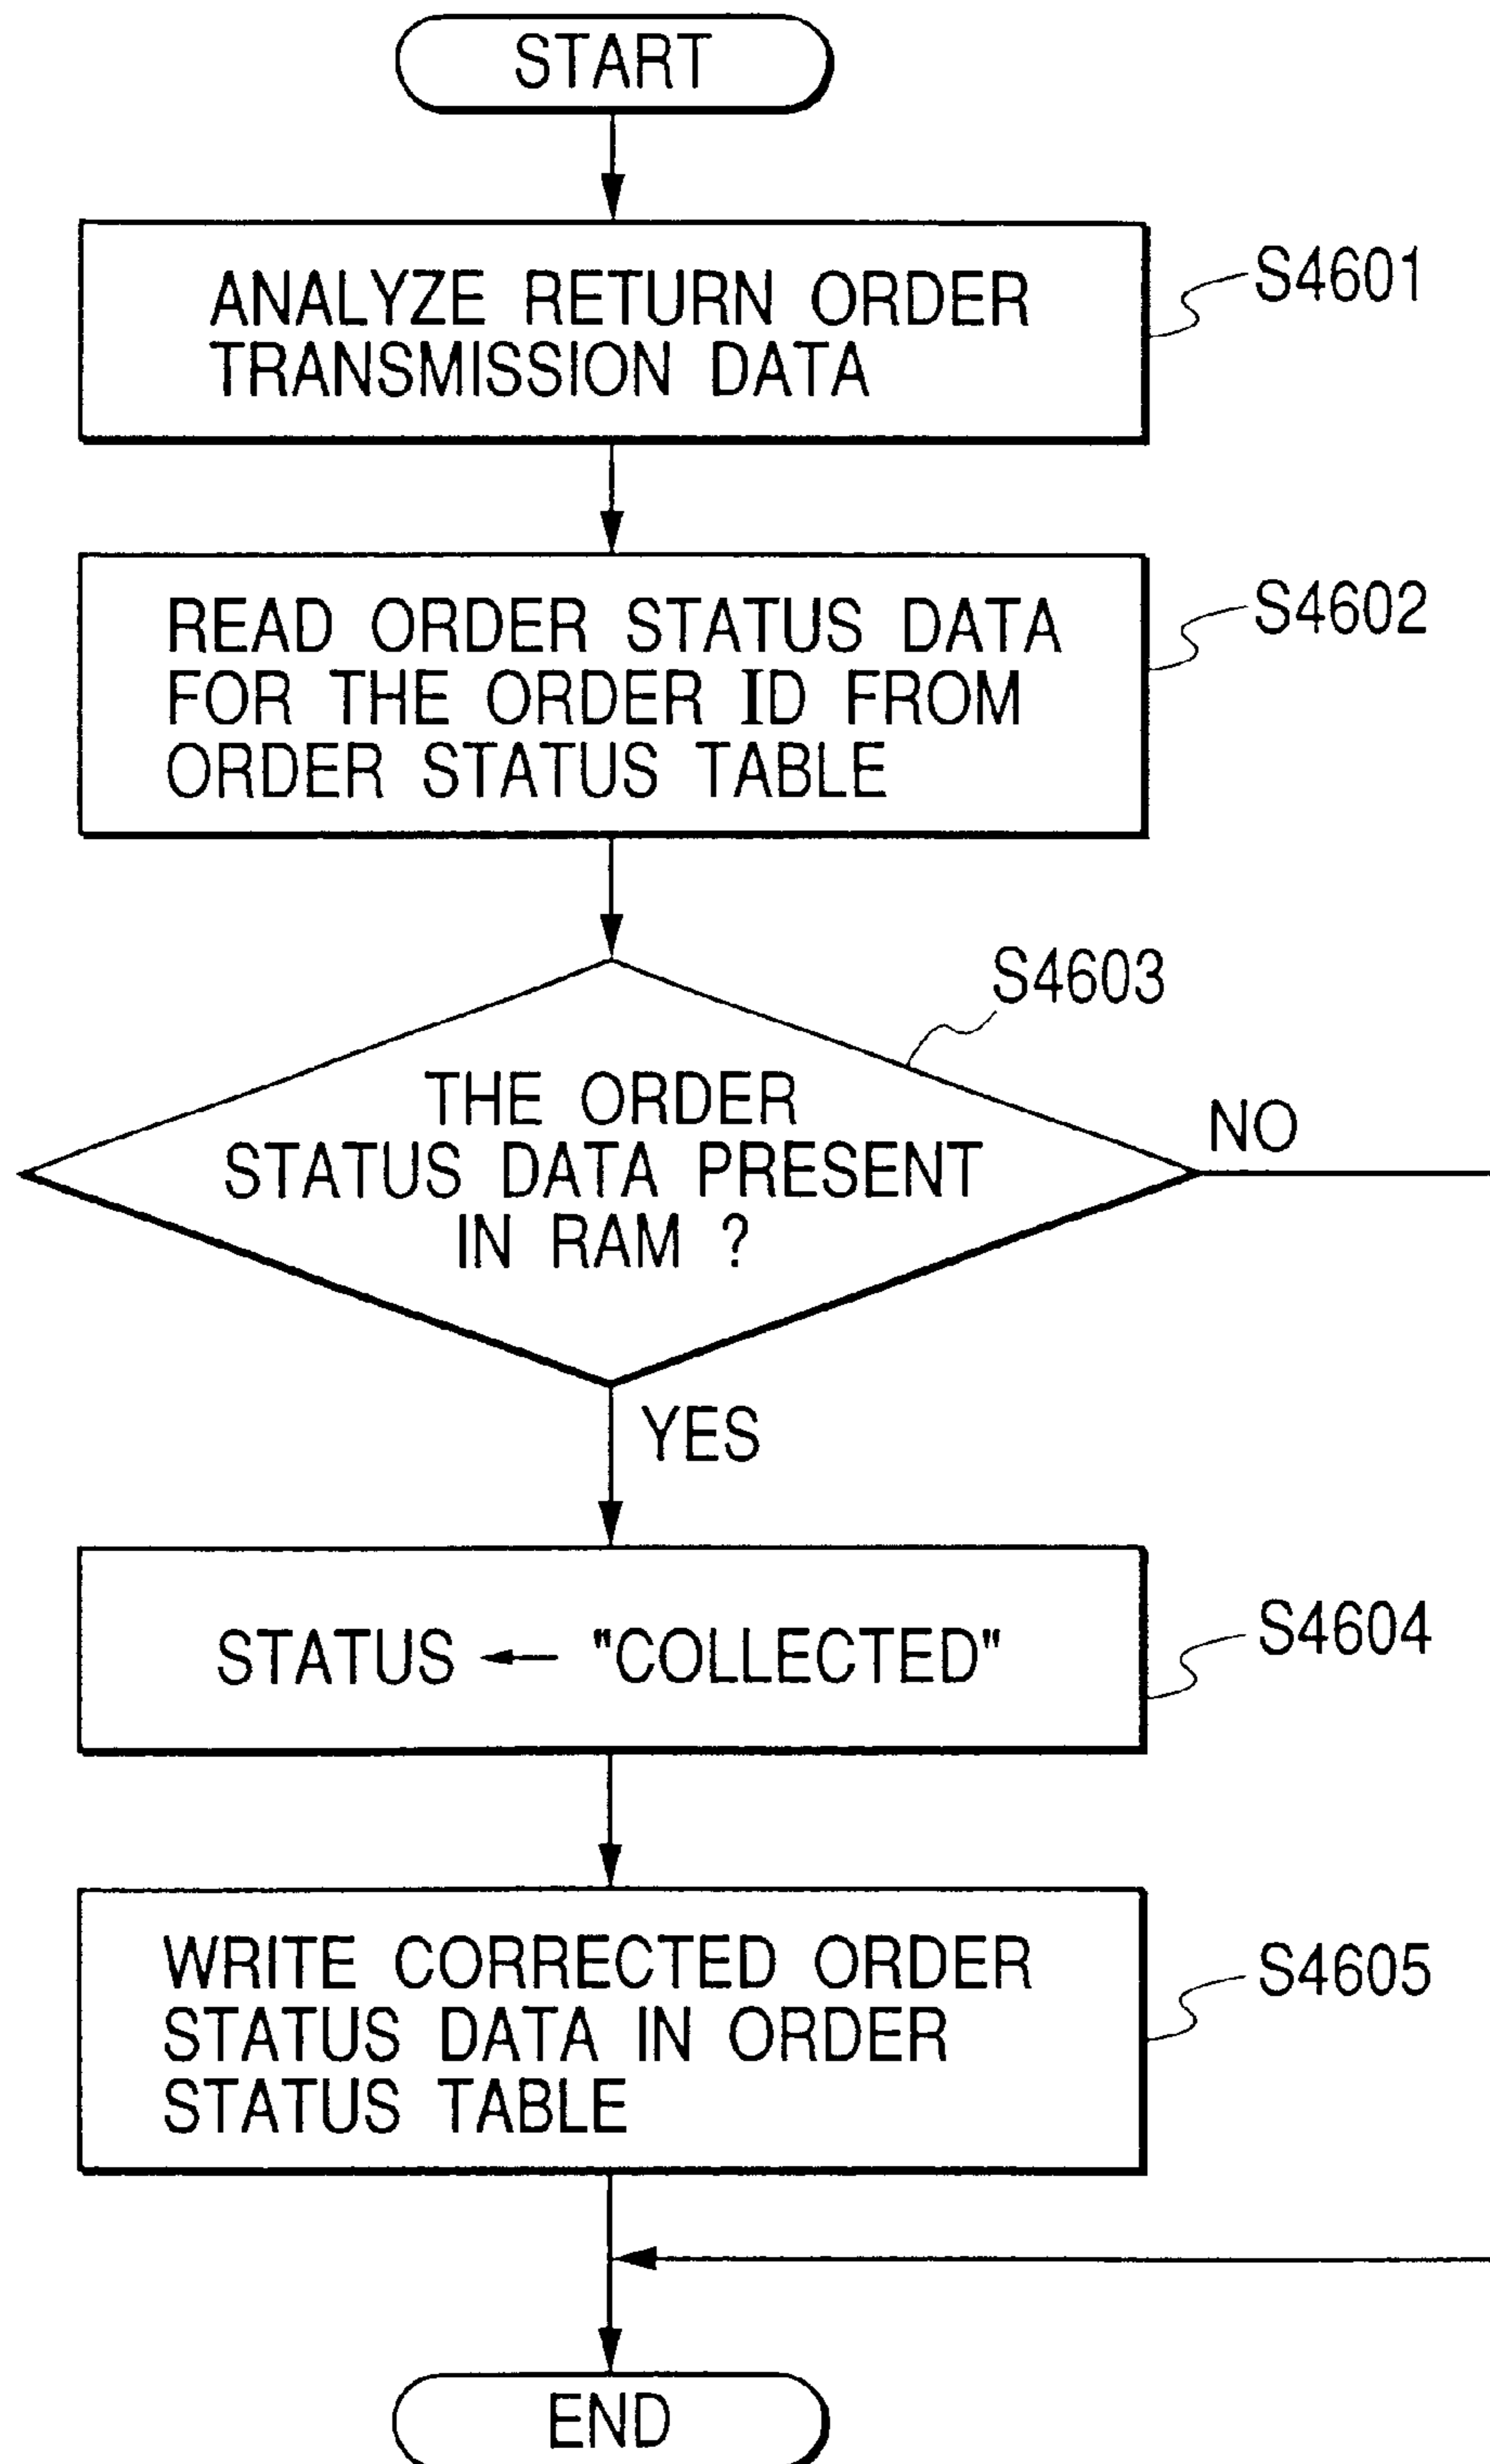 START
ANALYZE RETURN ORDER
TRANSMISSION DATA
S4601
READ ORDER STATUS DATA
FOR THE ORDER ID FROM
ORDER STATUS TABLE
S4602
S4603
THE ORDER
STATUS DATA PRESENT
IN RAM ?
NO
YES
STATUS ← "COLLECTED"
S4604
WRITE CORRECTED ORDER
STATUS DATA IN ORDER
STATUS TABLE
S4605
END